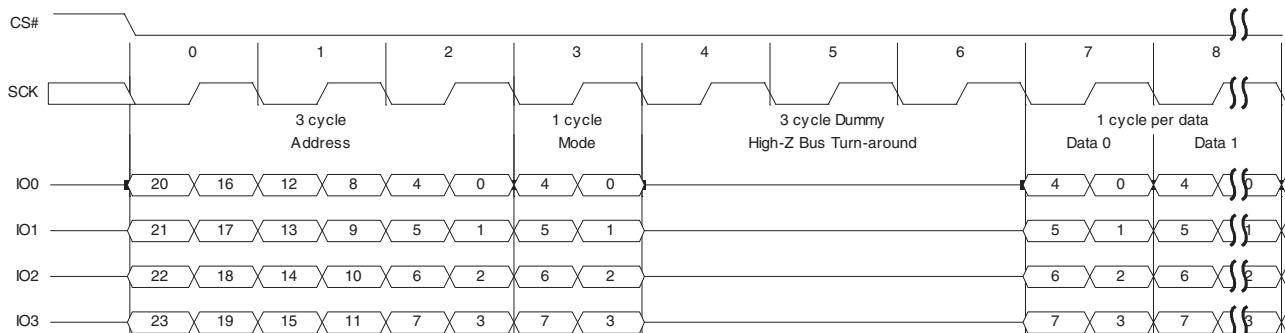 CS#
0 1 2 3 4 5 6 7 8
SCK
3 cycle 1 cycle 3 cycle Dummy 1 cycle per data
Address Mode High-Z Bus Turn-around Data 0 Data 1
IO0 20 16 12 8 4 0 4 0 4 0 4 0
IO1 21 17 13 9 5 1 5 1 5 1 5 1
IO2 22 18 14 10 6 2 6 2 6 2 6 2
IO3 23 19 15 11 7 3 7 3 7 3 7 3